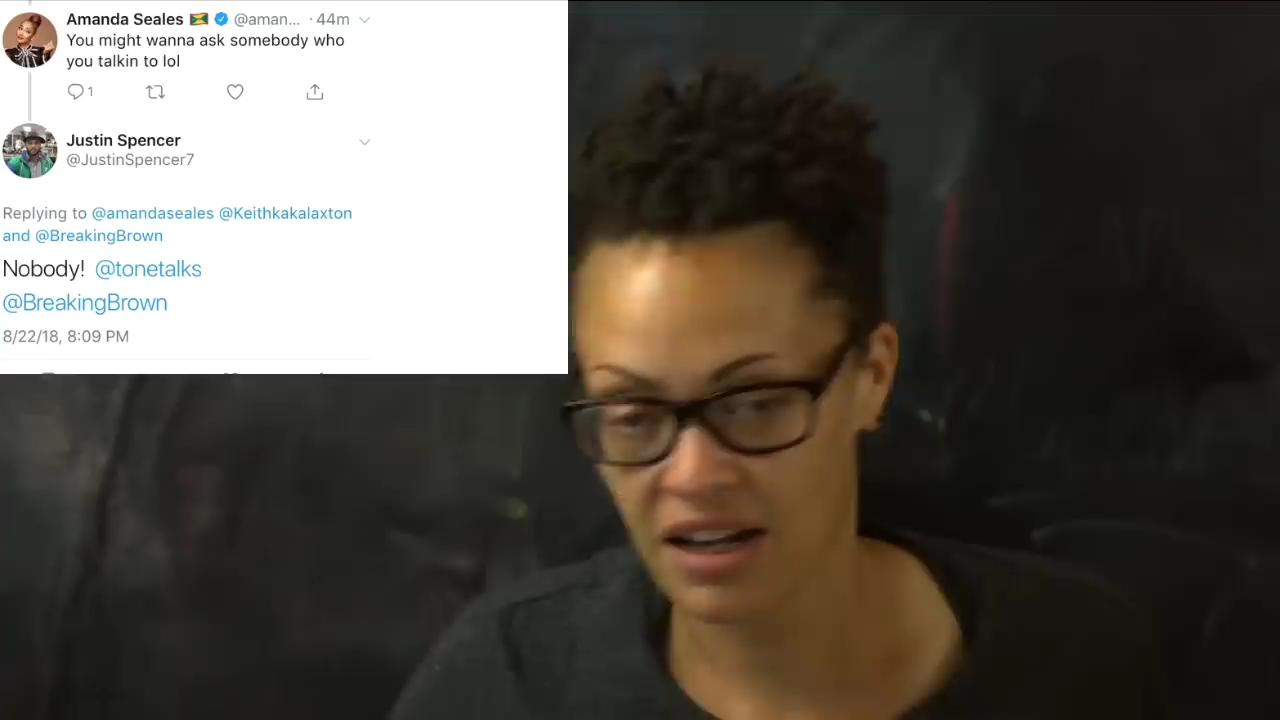 Amanda Seales 🇬🇩 @aman... · 44m
You might wanna ask somebody who
you talkin to lol
1
Justin Spencer
@JustinSpencer7
Replying to @amandaseales @Keithkakalaxton
and @BreakingBrown
Nobody! @tonetalks
@BreakingBrown
8/22/18, 8:09 PM